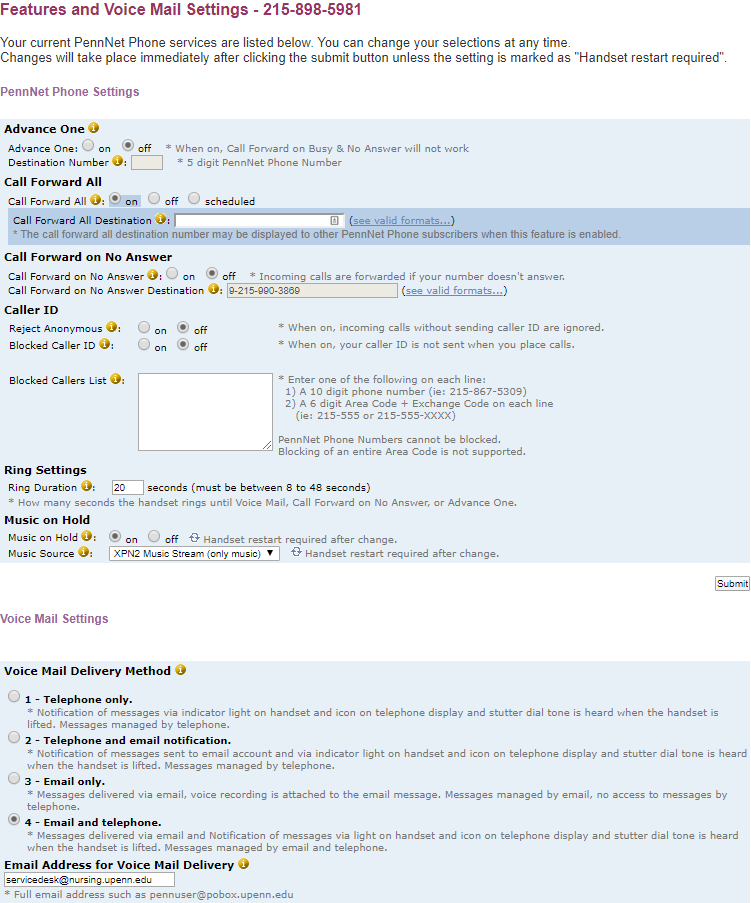 Features and Voice Mail Settings - 215-898-5981
Your current PennNet Phone services are listed below. You can change your selections at any time.
Changes will take place immediately after clicking the submit button unless the setting is marked as "Handset restart required".
PennNet Phone Settings
Advance One
Advance One: on off * When on, Call Forward on Busy & No Answer will not work
Destination Number : * 5 digit PennNet Phone Number
Call Forward All
Call Forward All : on off scheduled
Call Forward All Destination : (see valid formats...)
* The call forward all destination number may be displayed to other PennNet Phone subscribers when this feature is enabled.
Call Forward on No Answer
Call Forward on No Answer : on off * Incoming calls are forwarded if your number doesn't answer.
Call Forward on No Answer Destination : 9-215-990-3869 (see valid formats...)
Caller ID
Reject Anonymous : on off * When on, incoming calls without sending caller ID are ignored.
Blocked Caller ID : on off * When on, your caller ID is not sent when you place calls.
Blocked Callers List : * Enter one of the following on each line:
1) A 10 digit phone number (ie: 215-867-5309)
2) A 6 digit Area Code + Exchange Code on each line
(ie: 215-555 or 215-555-XXXX)
PennNet Phone Numbers cannot be blocked.
Blocking of an entire Area Code is not supported.
Ring Settings
Ring Duration : 20 seconds (must be between 8 to 48 seconds)
* How many seconds the handset rings until Voice Mail, Call Forward on No Answer, or Advance One.
Music on Hold
Music on Hold : on off Handset restart required after change.
Music Source : XPN2 Music Stream (only music) Handset restart required after change.
Submit
Voice Mail Settings
Voice Mail Delivery Method
1 - Telephone only.
* Notification of messages via indicator light on handset and icon on telephone display and stutter dial tone is heard when the handset is
lifted. Messages managed by telephone.
2 - Telephone and email notification.
* Notification of messages sent to email account and via indicator light on handset and icon on telephone display and stutter dial tone is heard
when the handset is lifted. Messages managed by telephone.
3 - Email only.
* Messages delivered via email, voice recording is attached to the email message. Messages managed by email, no access to messages by
telephone.
4 - Email and telephone.
* Messages delivered via email and Notification of messages via light on handset and icon on telephone display and stutter dial tone is heard
when the handset is lifted. Messages managed by email and telephone.
Email Address for Voice Mail Delivery
servicedesk@nursing.upenn.edu
* Full email address such as pennuser@pobox.upenn.edu